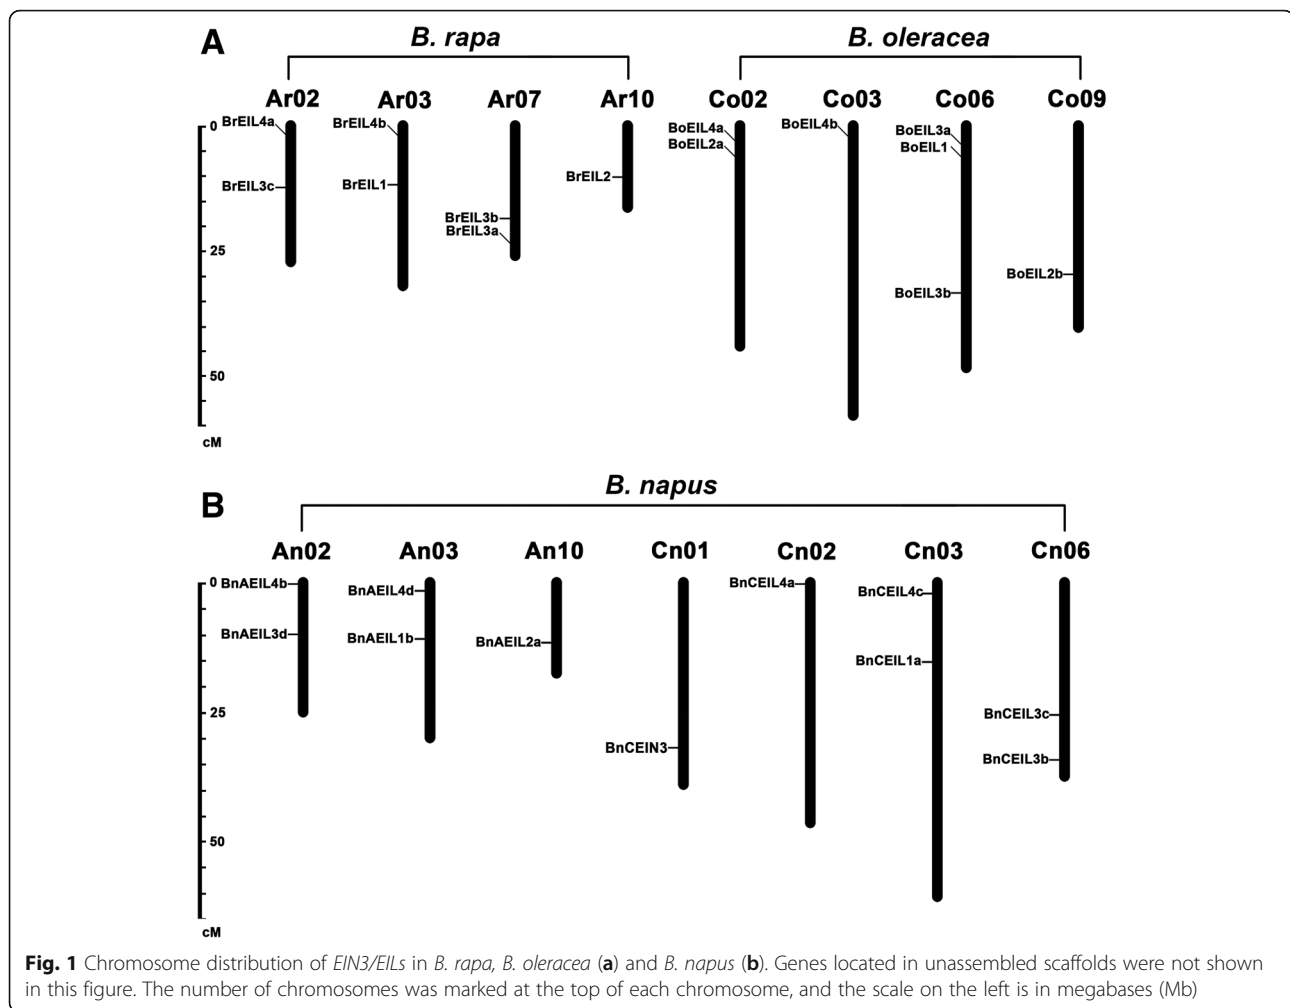 A
B. rapa
B. oleracea
Ar02 Ar03 Ar07 Ar10 Co02 Co03 Co06 Co09
0
BrEIL4a
BrEIL4b
BoEIL4a
BoEIL4b
BoEIL3a
BoEIL2a
BoEIL1
BrEIL3c
BrEIL1
BrEIL2
BrEIL3b
BrEIL3a
25
BoEIL2b
BoEIL3b
50
cM
B
B. napus
An02 An03 An10 Cn01 Cn02 Cn03 Cn06
0
BnAEIL4b
BnAEIL4d
BnCEIL4a
BnCEIL4c
BnAEIL3d
BnAEIL1b
BnAEIL2a
BnCEIL1a
25
BnCEIL3c
BnCEIN3
BnCEIL3b
50
cM
Fig. 1 Chromosome distribution of EIN3/EILs in B. rapa, B. oleracea (a) and B. napus (b). Genes located in unassembled scaffolds were not shown
in this figure. The number of chromosomes was marked at the top of each chromosome, and the scale on the left is in megabases (Mb)